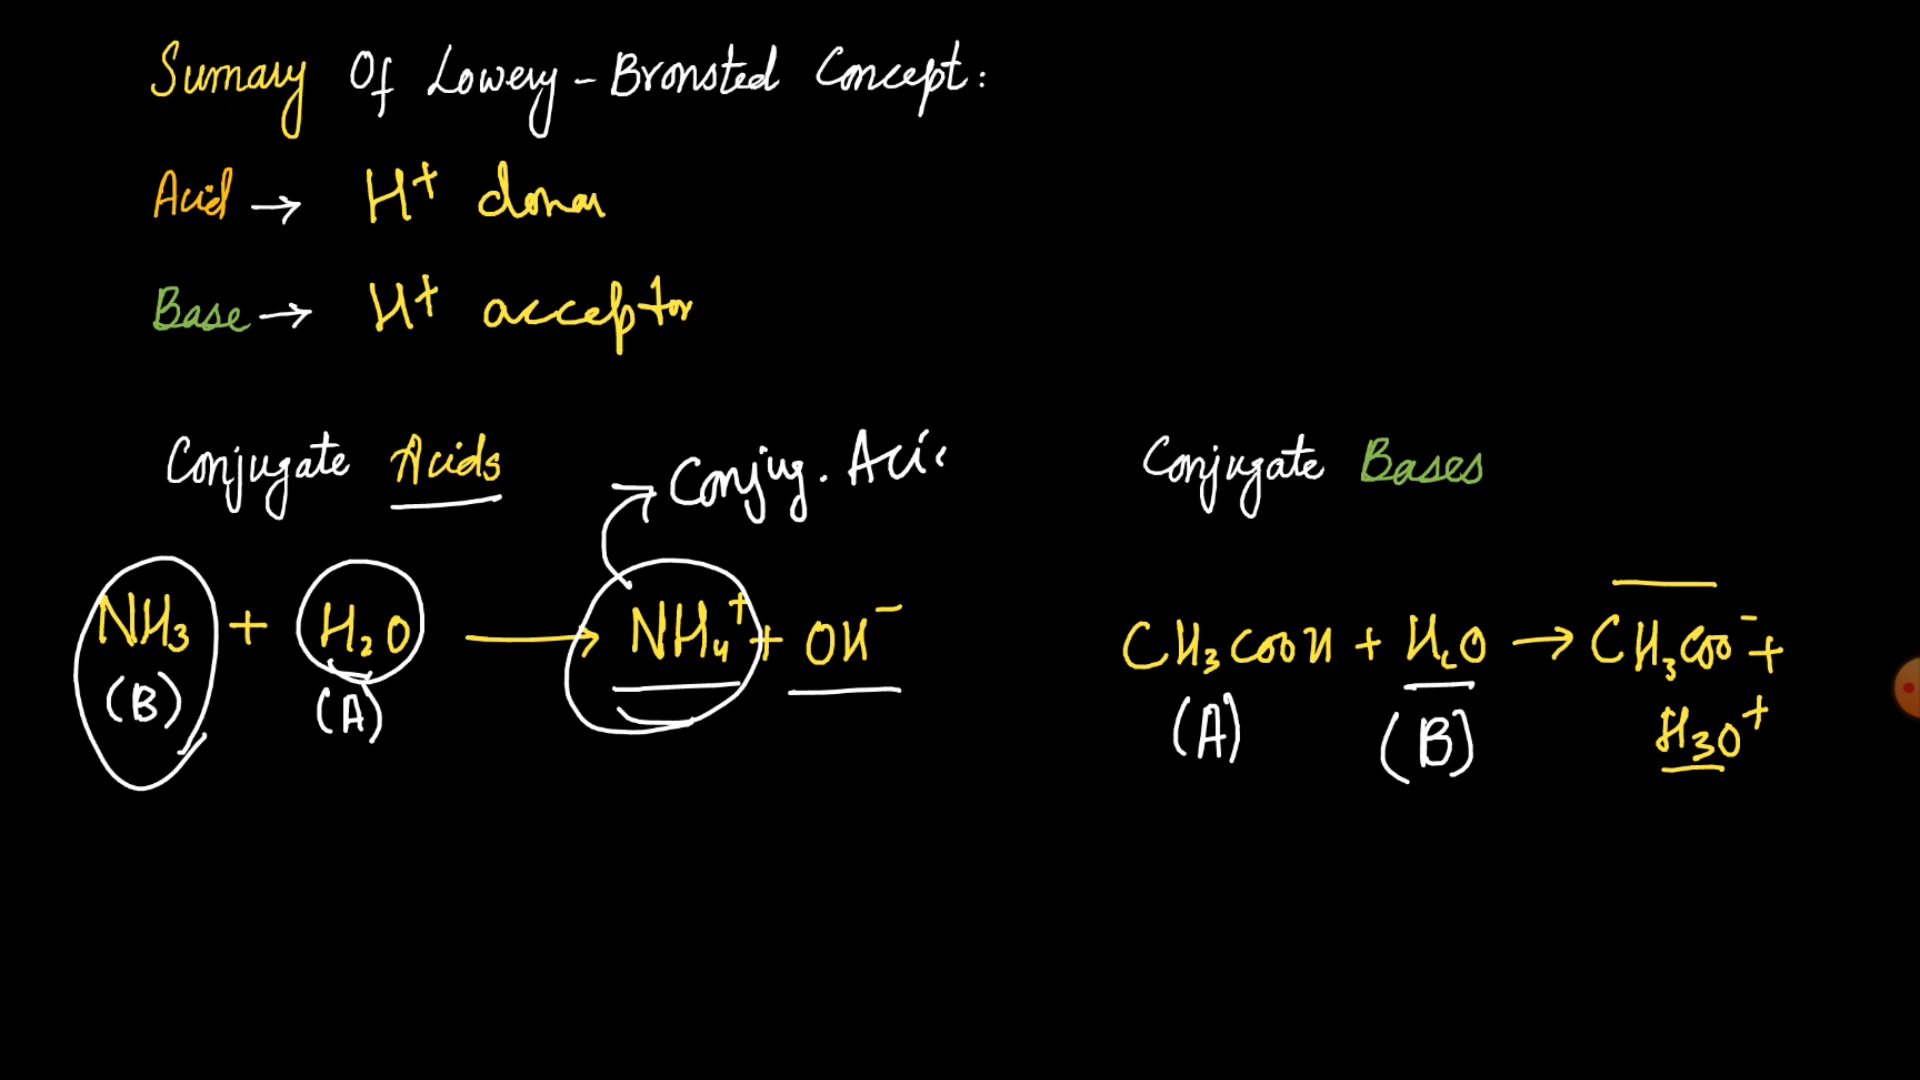 Sumary Of Lowery-Bronsted Concept:
Acid → H⁺ donar
Base → H⁺ acceptor
Conjugate Acids
Conjug. Aci
Conjugate Bases
NH₃ + H₂O → NH₄⁺ + OH⁻
(B) (A)
CH₃COOH + H₂O → CH₃COO⁻ +
(A) (B) H₃O⁺